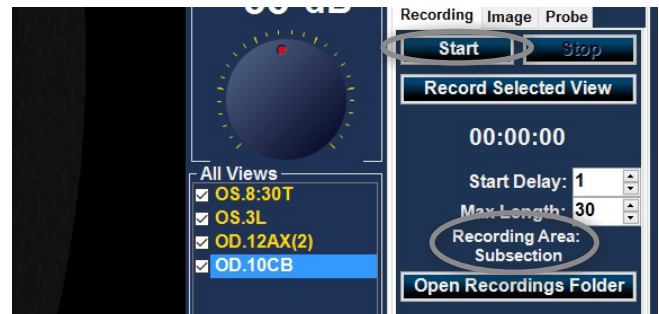 Recording Image Probe
Start Stop
Record Selected View
00:00:00
All Views
OS.8:30T
OS.3L
OD.12AX(2)
OD.10CB
Start Delay: 1
Max Length: 30
Recording Area:
Subsection
Open Recordings Folder